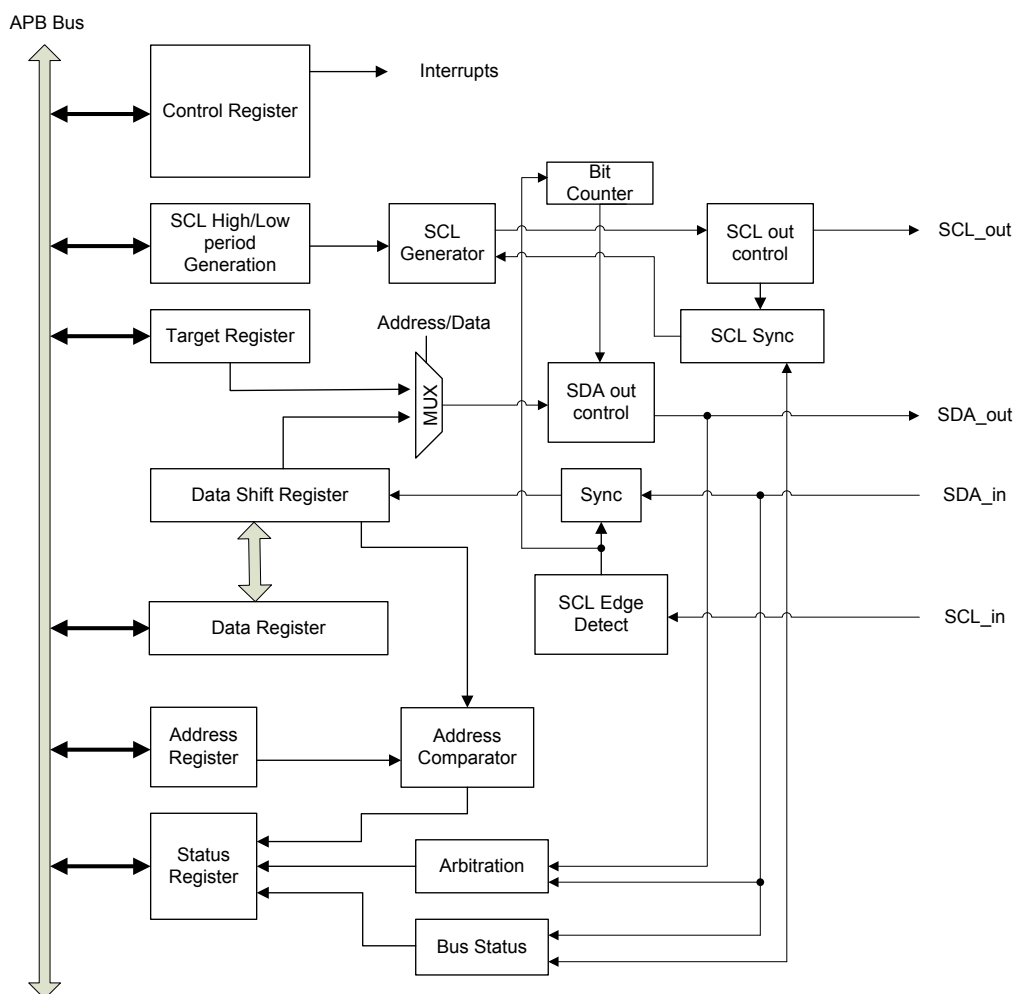 APB Bus
Control Register
Interrupts
Bit
Counter
SCL High/Low
period
Generation
SCL
Generator
SCL out
control
SCL_out
Target Register
Address/Data
SCL Sync
MUX
SDA out
control
SDA_out
Data Shift Register
Sync
SDA_in
SCL Edge
Detect
SCL_in
Data Register
Address
Register
Address
Comparator
Status
Register
Arbitration
Bus Status